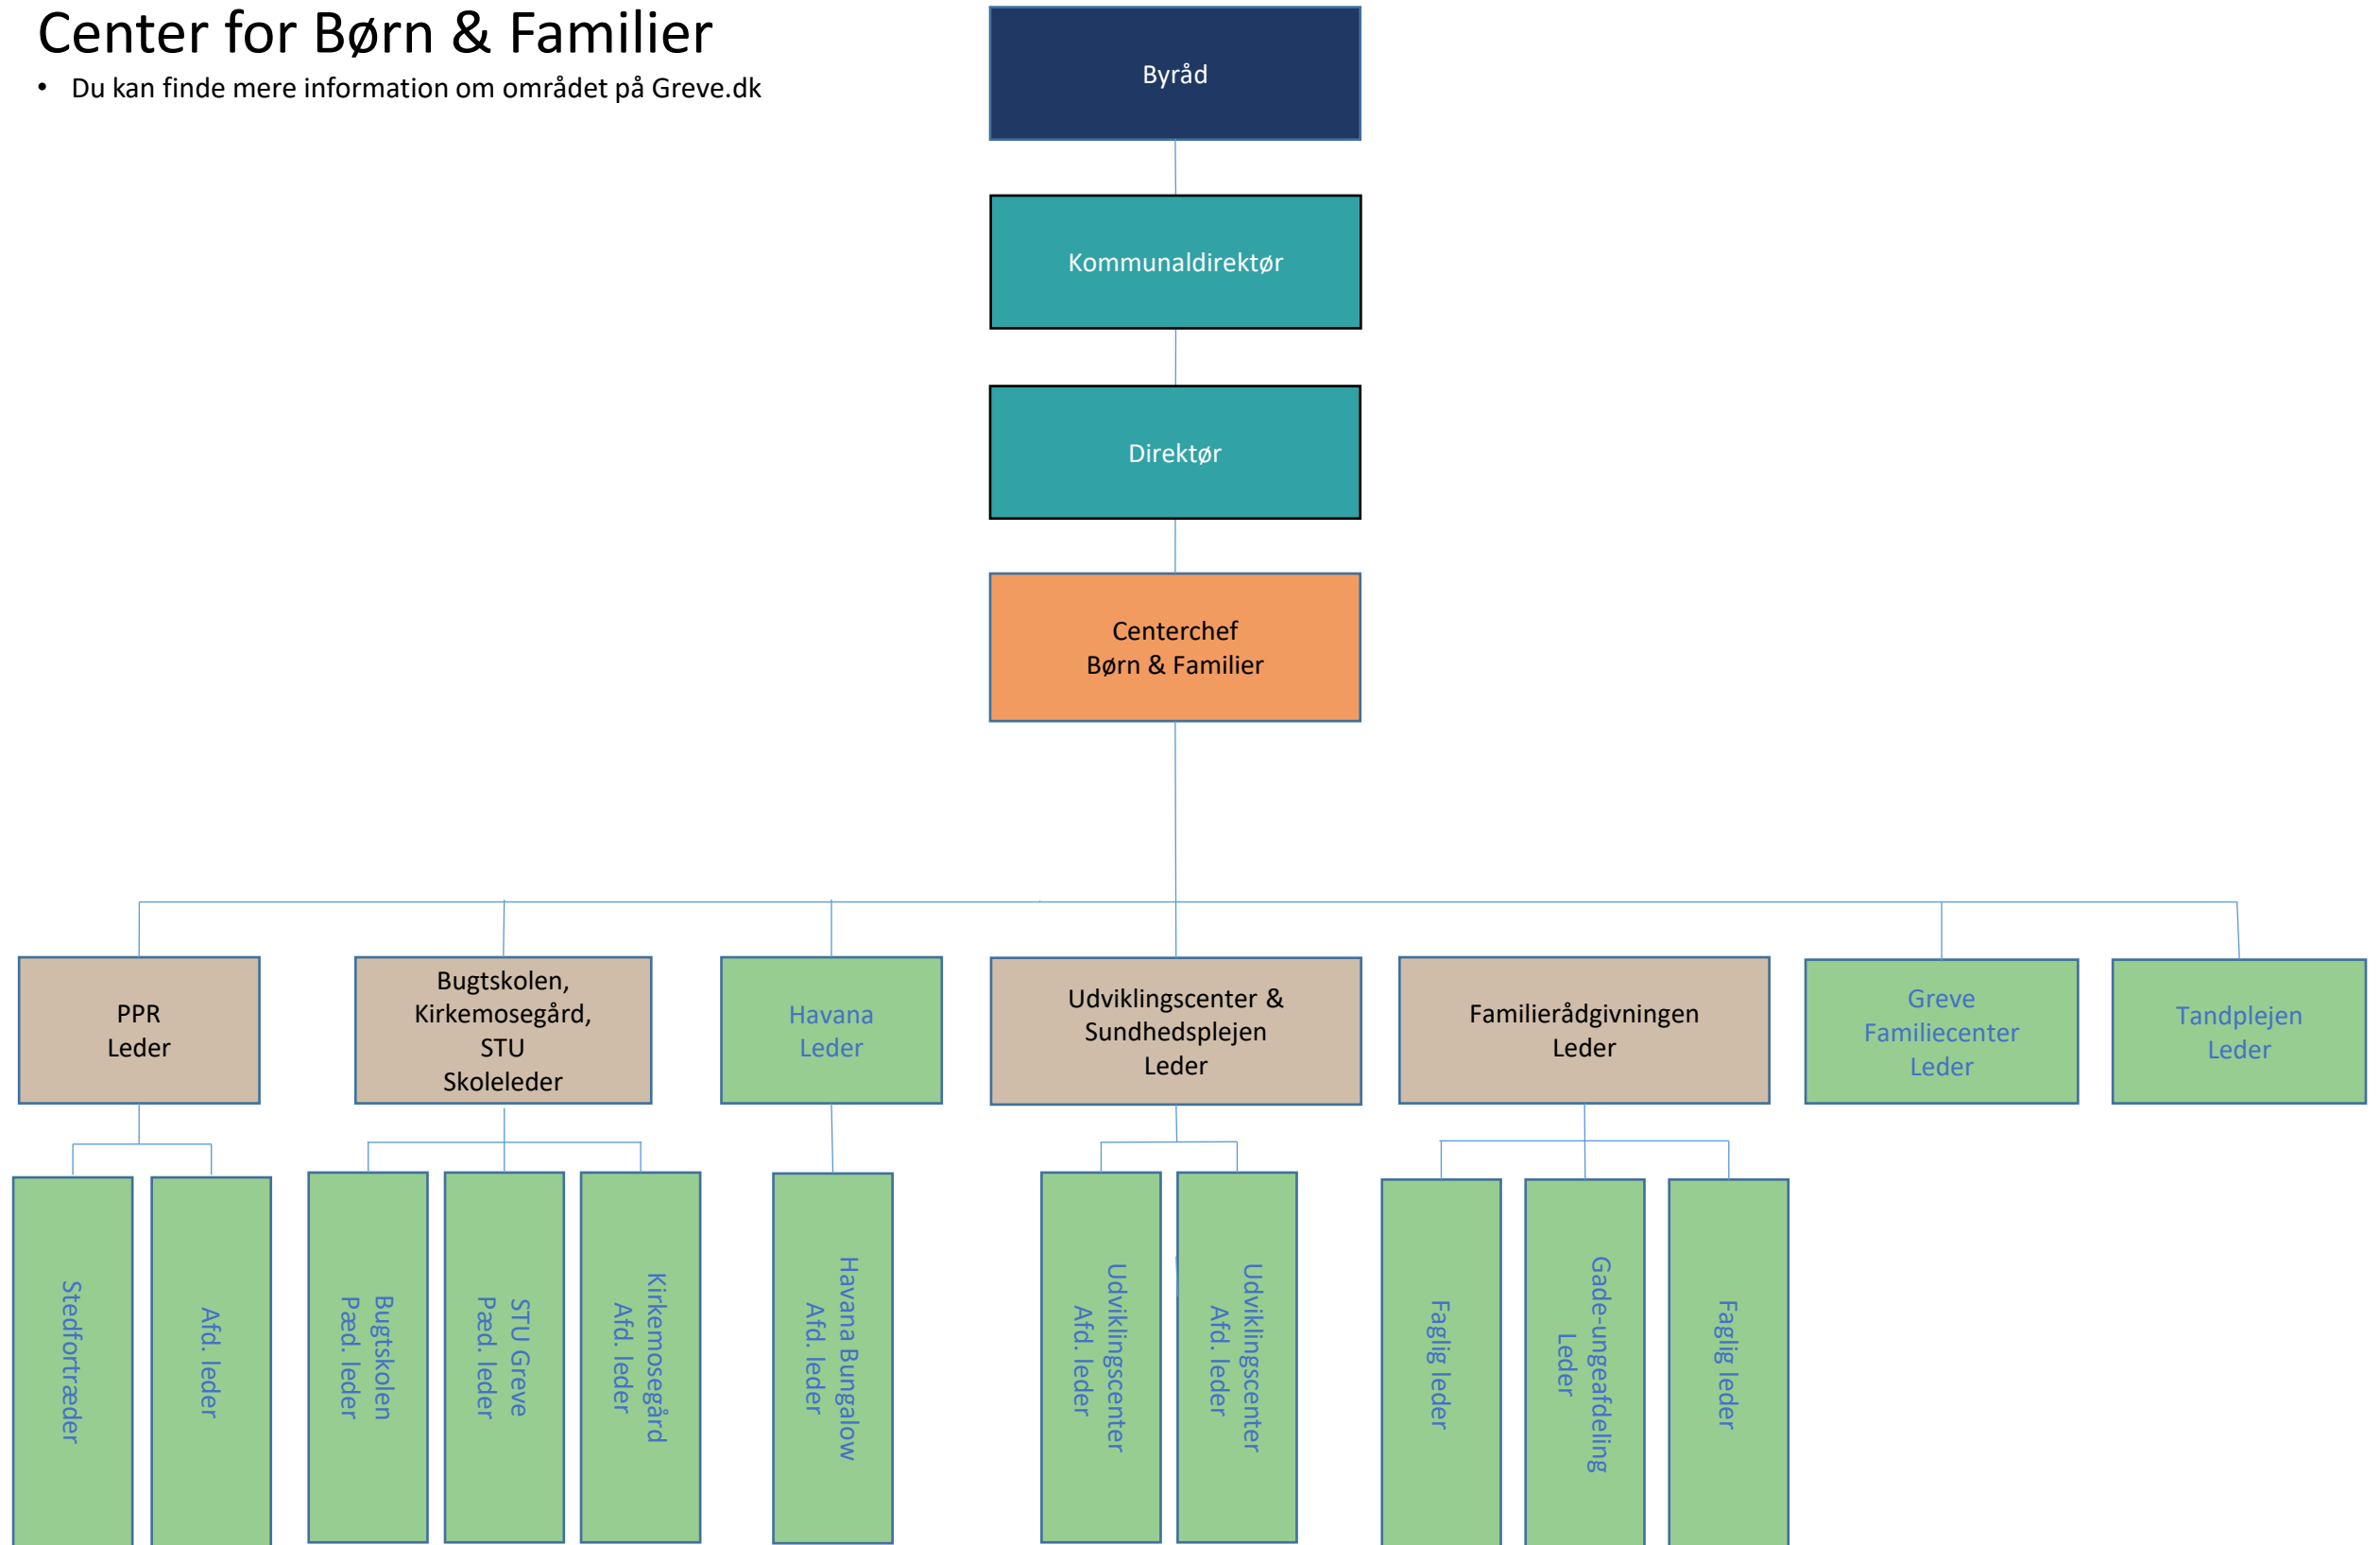 Center for Børn & Familier
• Du kan finde mere information om området på Greve.dk
Byråd
Kommunaldirektør
Direktør
Centerchef
Børn & Familier
PPR
Leder
Bugtskolen,
Kirkemosegård,
STU
Skoleleder
Havana
Leder
Udviklingscenter &
Sundhedsplejen
Leder
Familierådgivningen
Leder
Greve
Familiecenter
Leder
Tandplejen
Leder
Stedfortræder
Afd. leder
Bugtskolen
Pæd. leder
STU Greve
Pæd. leder
Kirkemosegård
Afd. leder
Havana Bungalow
Afd. leder
Udviklingscenter
Afd. leder
Udviklingscenter
Afd. leder
Faglig leder
Gade-ungeafdeling
Leder
Faglig leder